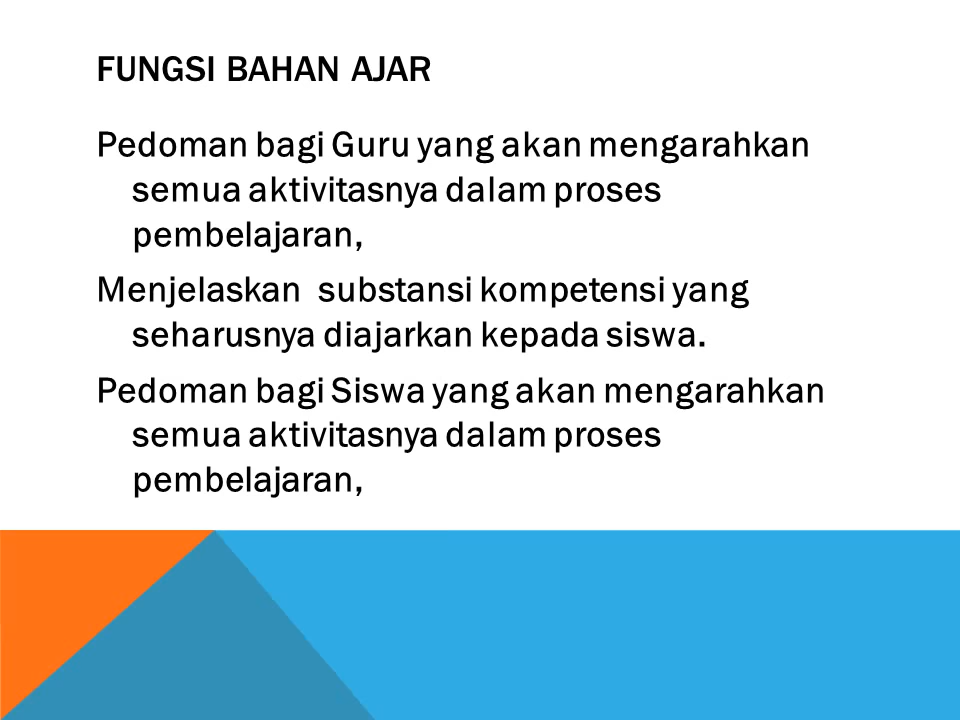 FUNGSI BAHAN AJAR
Pedoman bagi Guru yang akan mengarahkan
semua aktivitasnya dalam proses
pembelajaran,
Menjelaskan  substansi kompetensi yang
seharusnya diajarkan kepada siswa.
Pedoman bagi Siswa yang akan mengarahkan
semua aktivitasnya dalam proses
pembelajaran,